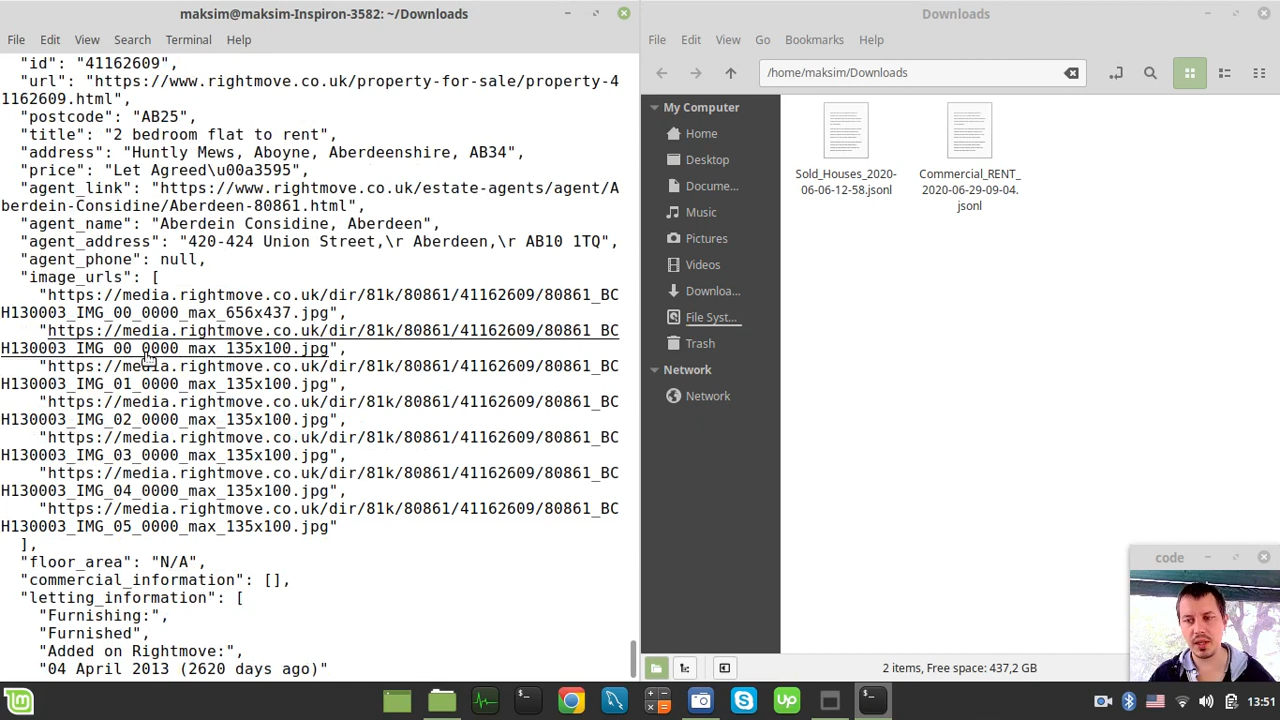 maksim@maksim-Inspiron-3582: ~/Downloads
File Edit View Search Terminal Help
"id": "41162609",
"url": "https://www.rightmove.co.uk/property-for-sale/property-4
1162609.html",
"postcode": "AB25",
"title": "2 bedroom flat to rent",
"address": "Huntly Mews, Aboyne, Aberdeenshire, AB34",
"price": "Let Agreed\u00a3595",
"agent_link": "https://www.rightmove.co.uk/estate-agents/agent/A
berdein-Considine/Aberdeen-80861.html",
"agent_name": "Aberdein Considine, Aberdeen",
"agent_address": "420-424 Union Street,\r Aberdeen,\r AB10 1TQ",
"agent_phone": null,
"image_urls": [
"https://media.rightmove.co.uk/dir/81k/80861/41162609/80861_BC
H130003_IMG_00_0000_max_656x437.jpg",
"https://media.rightmove.co.uk/dir/81k/80861/41162609/80861_BC
H130003_IMG_00_0000_max_135x100.jpg",
"https://media.rightmove.co.uk/dir/81k/80861/41162609/80861_BC
H130003_IMG_01_0000_max_135x100.jpg",
"https://media.rightmove.co.uk/dir/81k/80861/41162609/80861_BC
H130003_IMG_02_0000_max_135x100.jpg",
"https://media.rightmove.co.uk/dir/81k/80861/41162609/80861_BC
H130003_IMG_03_0000_max_135x100.jpg",
"https://media.rightmove.co.uk/dir/81k/80861/41162609/80861_BC
H130003_IMG_04_0000_max_135x100.jpg",
"https://media.rightmove.co.uk/dir/81k/80861/41162609/80861_BC
H130003_IMG_05_0000_max_135x100.jpg"
],
"floor_area": "N/A",
"commercial_information": [],
"letting_information": [
"Furnishing:",
"Furnished",
"Added on Rightmove:",
"04 April 2013 (2620 days ago)"
Downloads
File Edit View Go Bookmarks Help
/home/maksim/Downloads
My Computer
Home
Desktop
Docume...
Music
Pictures
Videos
Downloa...
File Syst...
Trash
Network
Network
Sold_Houses_2020-
06-06-12-58.jsonl
Commercial_RENT_
2020-06-29-09-04.
jsonl
2 items, Free space: 437,2 GB
code
Up
13:51